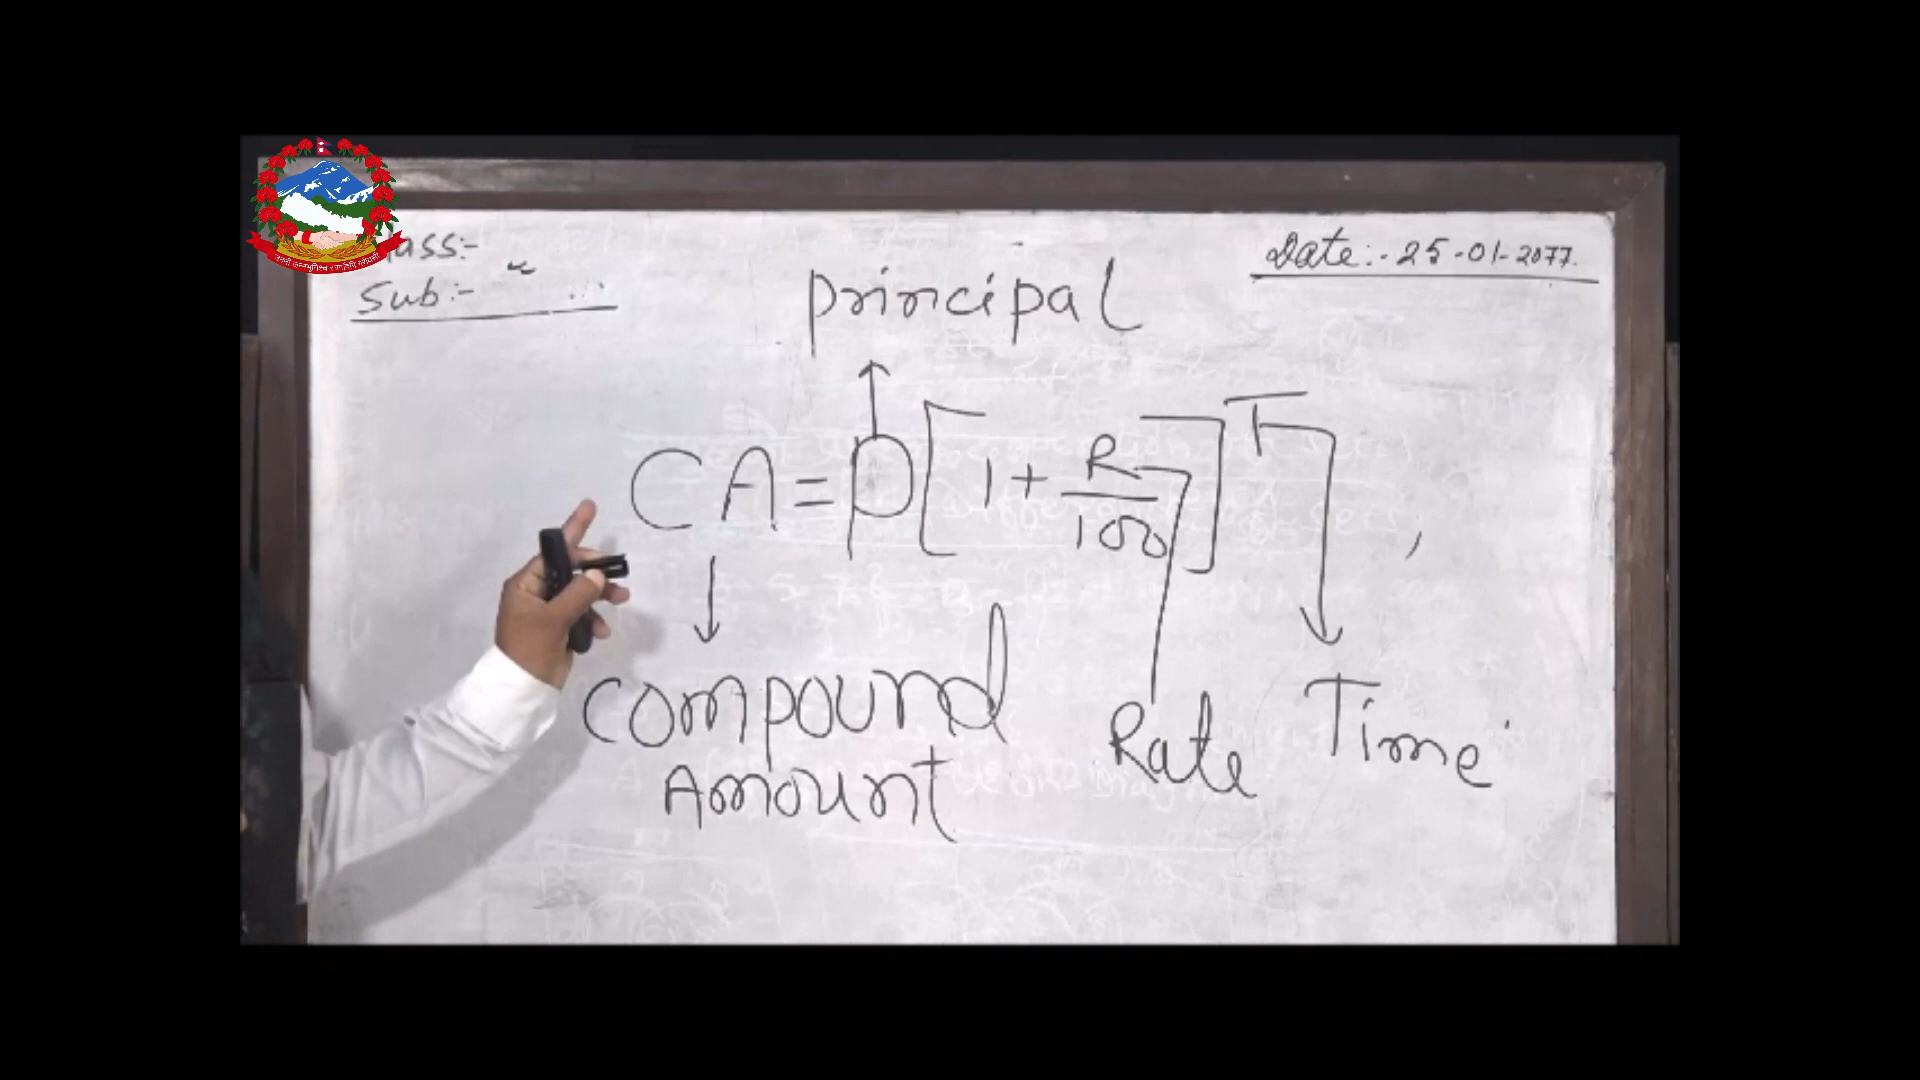 Class:-
Sub:-
Date:- 25-01-2077.
principal
CA = P[1 + R/100]^T ,
Compound
Amount
Rate
Time